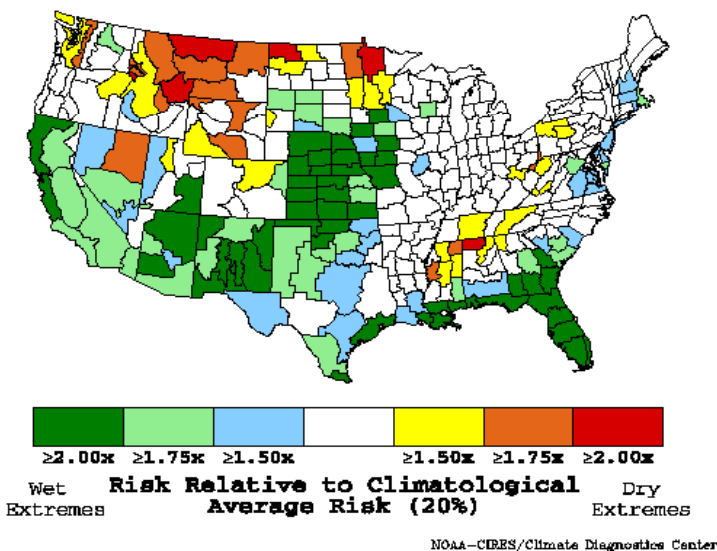 ≥2.00x ≥1.75x ≥1.50x ≥1.50x ≥1.75x ≥2.00x
Wet Extremes
Risk Relative to Climatological
Average Risk (20%)
Dry Extremes
NOAA-CIRES/Climate Diagnostics Center